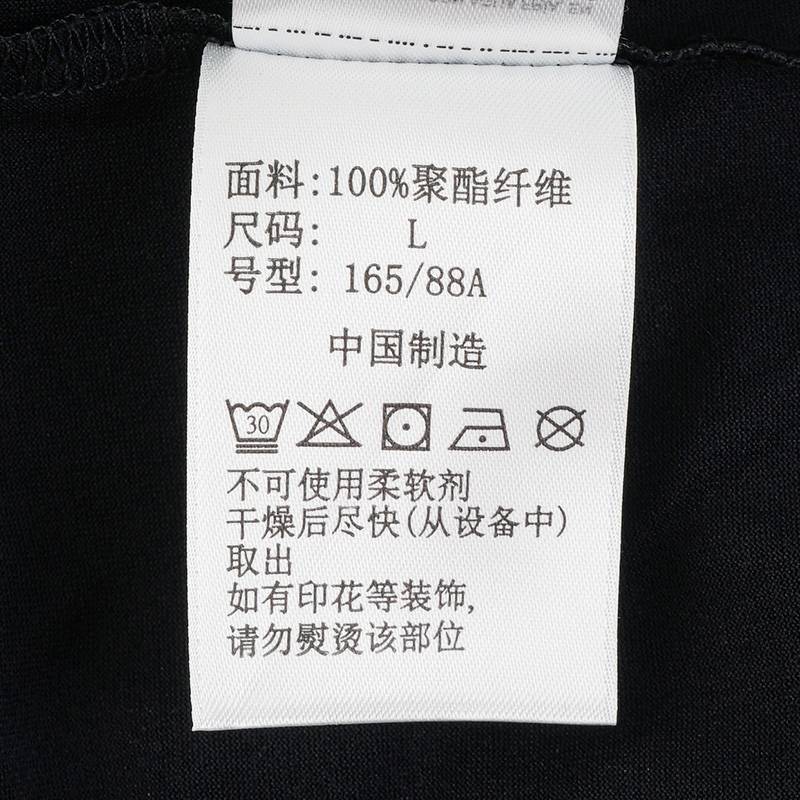 面料:100%聚酯纤维
尺码: L
号型: 165/88A
中国制造
30
不可使用柔软剂
干燥后尽快(从设备中)
取出
如有印花等装饰,
请勿熨烫该部位